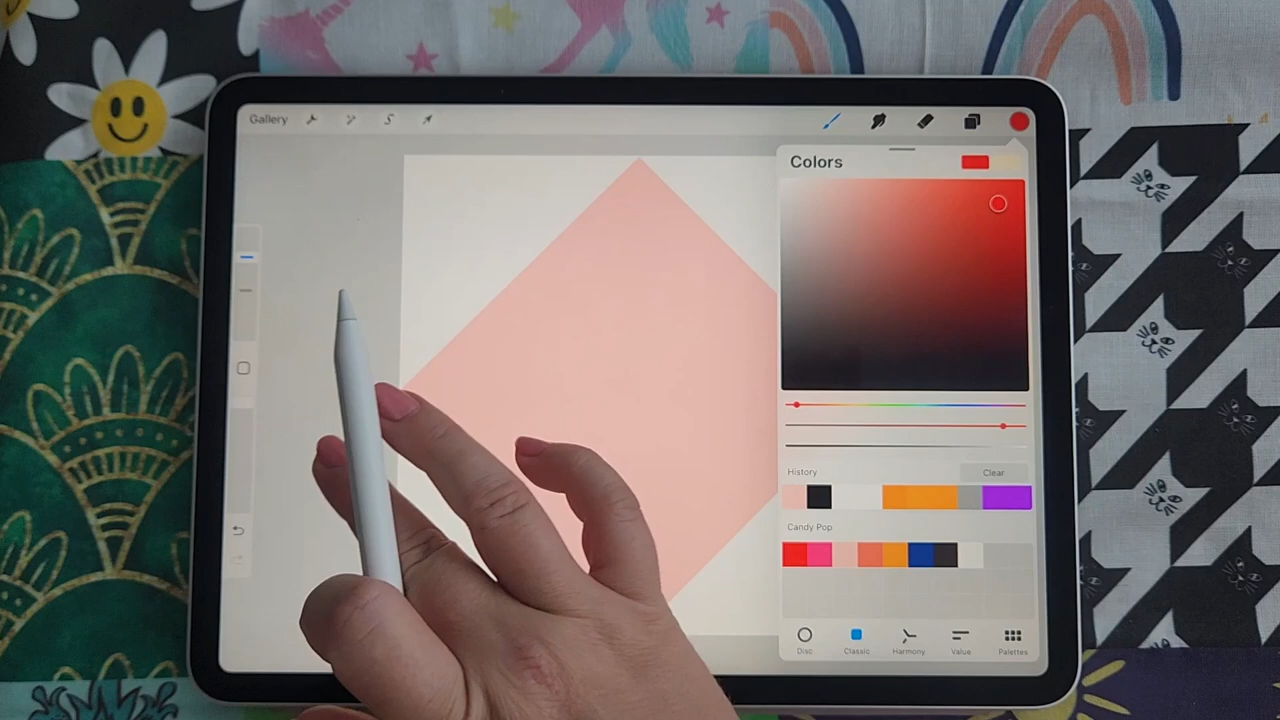 Gallery
Colors
History
Clear
Candy Pop
Disc
Classic
Harmony
Value
Palettes